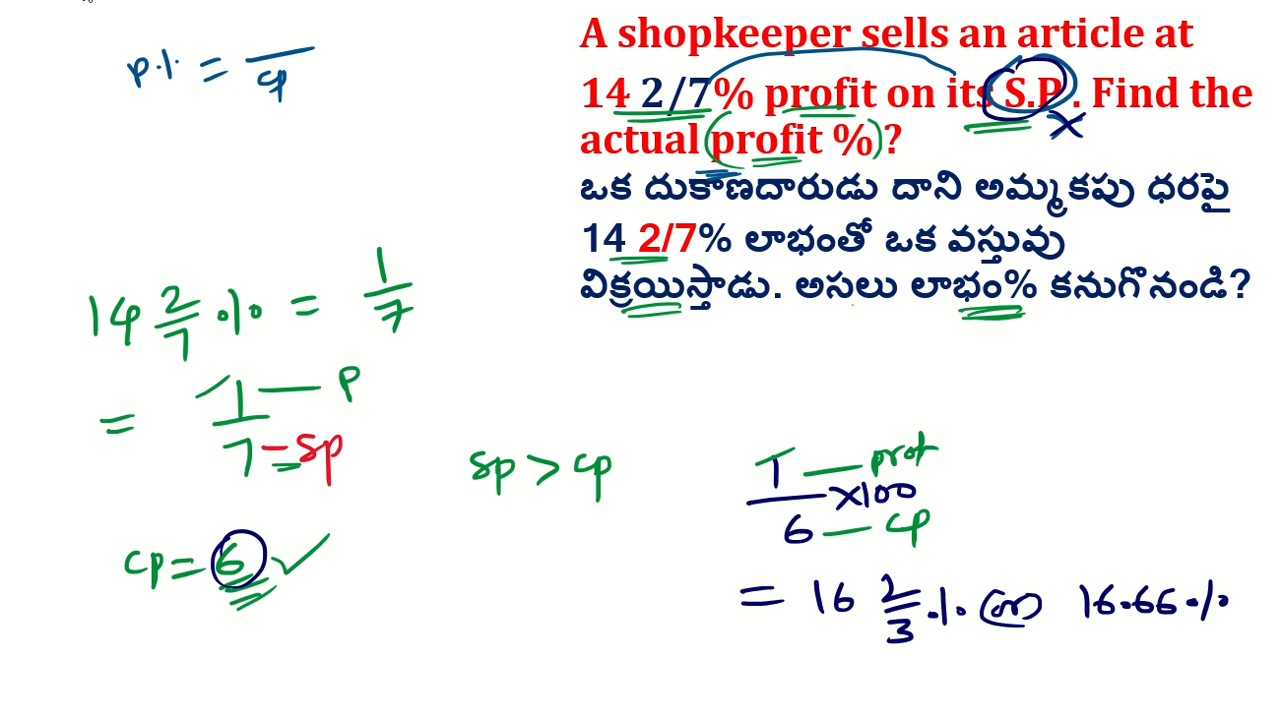 A shopkeeper sells an article at
14 2/7% profit on its S.P. Find the
actual profit %?
ఒక దుకాణదారుడు దాని అమ్మకపు ధరపై
14 2/7% లాభంతో ఒక వస్తువు
విక్రయిస్తాడు. అసలు లాభం% కనుగొనండి?
P.% = / CP
14 2/7 % = 1/7
= 1 — P
7 — SP
CP = 6 ✓
SP > CP
1 — prof
×100
6 — CP
= 16 2/3 % (or) 16.66 %